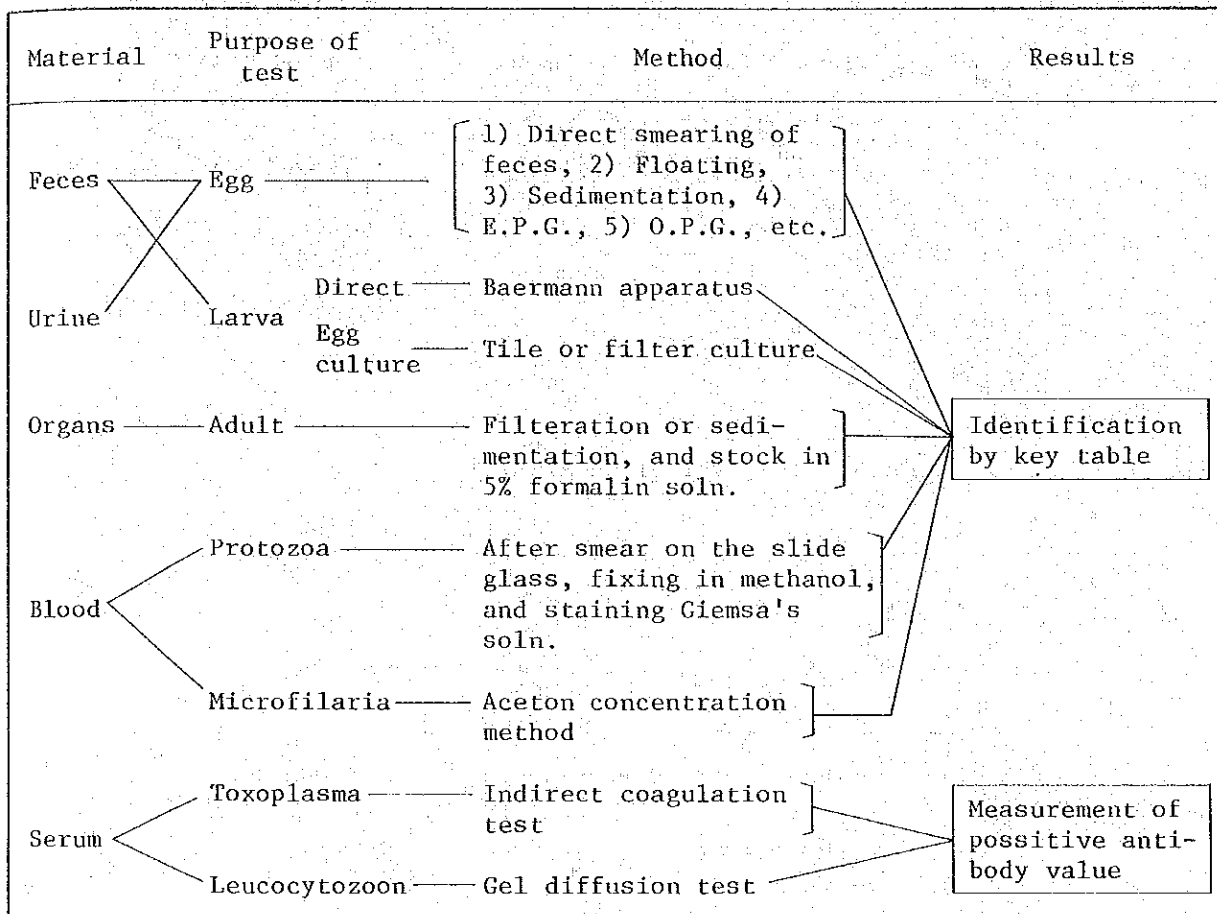 Material Purpose of test Method Results
Feces Egg 1) Direct smearing of
feces, 2) Floating,
3) Sedimentation, 4)
E.P.G., 5) O.P.G., etc.
Urine Larva Direct Baermann apparatus
Egg culture Tile or filter culture
Organs Adult Filteration or sedi-
mentation, and stock in
5% formalin soln.
Identification
by key table
Blood Protozoa After smear on the slide
glass, fixing in methanol,
and staining Giemsa's
soln.
Microfilaria Aceton concentration
method
Serum Toxoplasma Indirect coagulation
test
Leucocytozoon Gel diffusion test
Measurement of
possitive anti-
body value